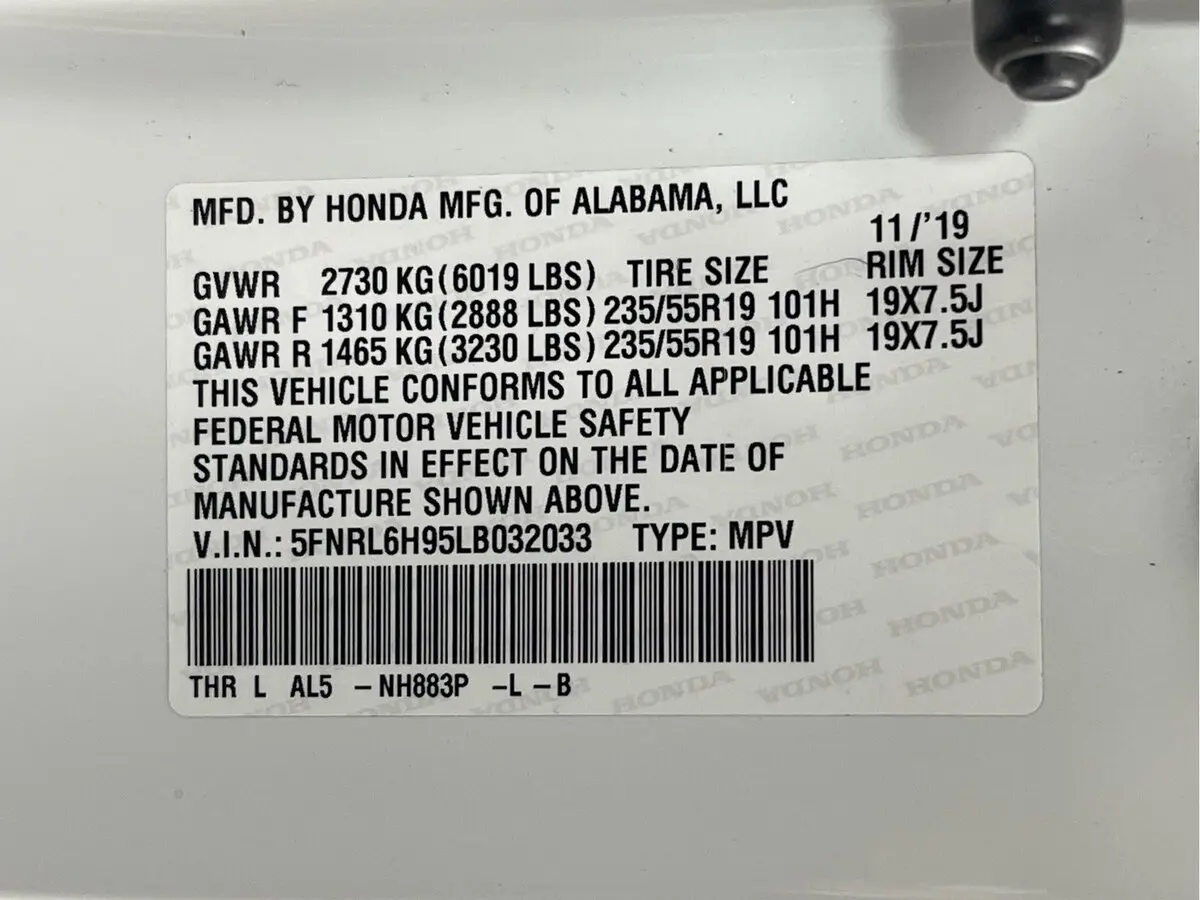 MFD. BY HONDA MFG. OF ALABAMA, LLC
11/'19
GVWR 2730 KG(6019 LBS) TIRE SIZE RIM SIZE
GAWR F 1310 KG(2888 LBS) 235/55R19 101H 19X7.5J
GAWR R 1465 KG(3230 LBS) 235/55R19 101H 19X7.5J
THIS VEHICLE CONFORMS TO ALL APPLICABLE
FEDERAL MOTOR VEHICLE SAFETY
STANDARDS IN EFFECT ON THE DATE OF
MANUFACTURE SHOWN ABOVE.
V.I.N.: 5FNRL6H95LB032033 TYPE: MPV
THR L AL5 -NH883P -L -B